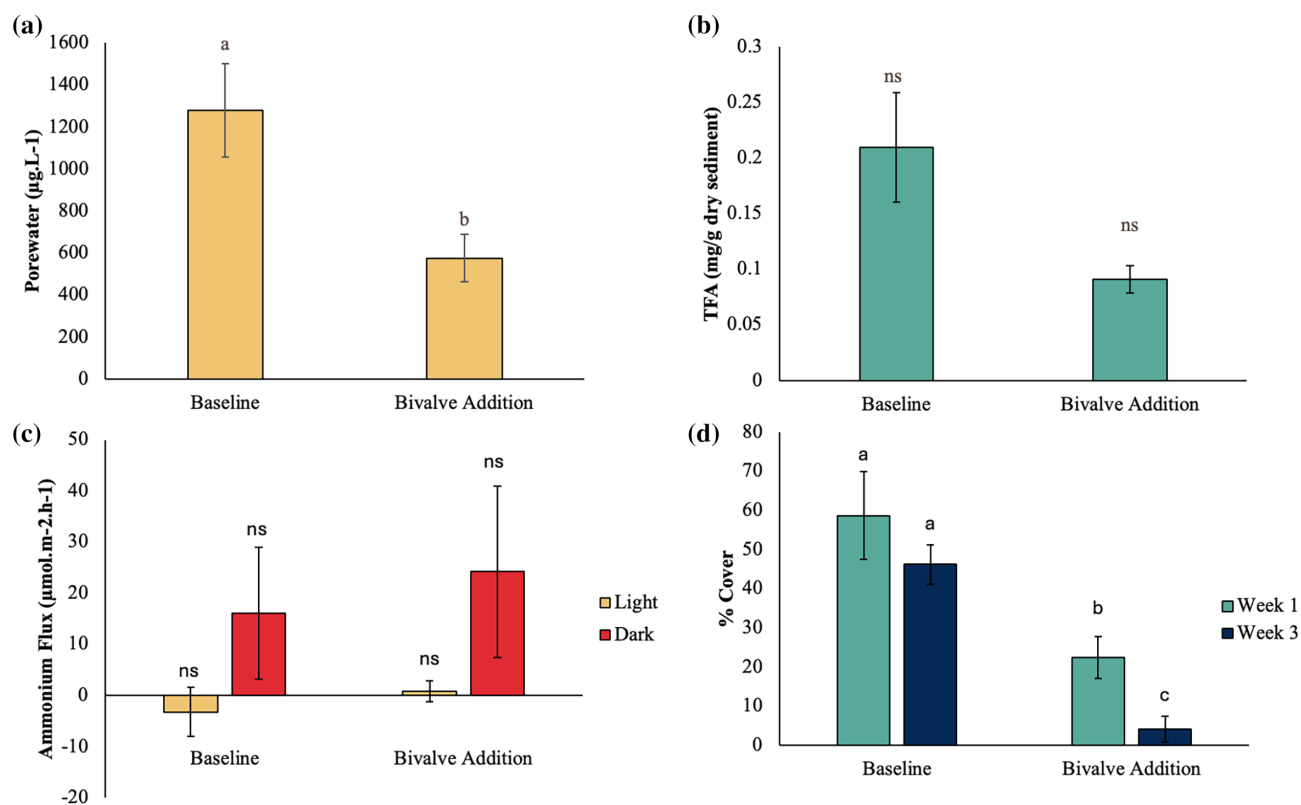 (a)
Porewater (µg.L-1)
1600
1400
1200
1000
800
600
400
200
0
a
b
Baseline
Bivalve Addition
(b)
TFA (mg/g dry sediment)
0.3
0.25
0.2
0.15
0.1
0.05
0
ns
ns
Baseline
Bivalve Addition
(c)
Ammonium Flux (µmol.m-2.h-1)
50
40
30
20
10
0
-10
-20
ns
ns
ns
ns
Baseline
Bivalve Addition
Light
Dark
(d)
% Cover
80
70
60
50
40
30
20
10
0
a
a
b
c
Baseline
Bivalve Addition
Week 1
Week 3